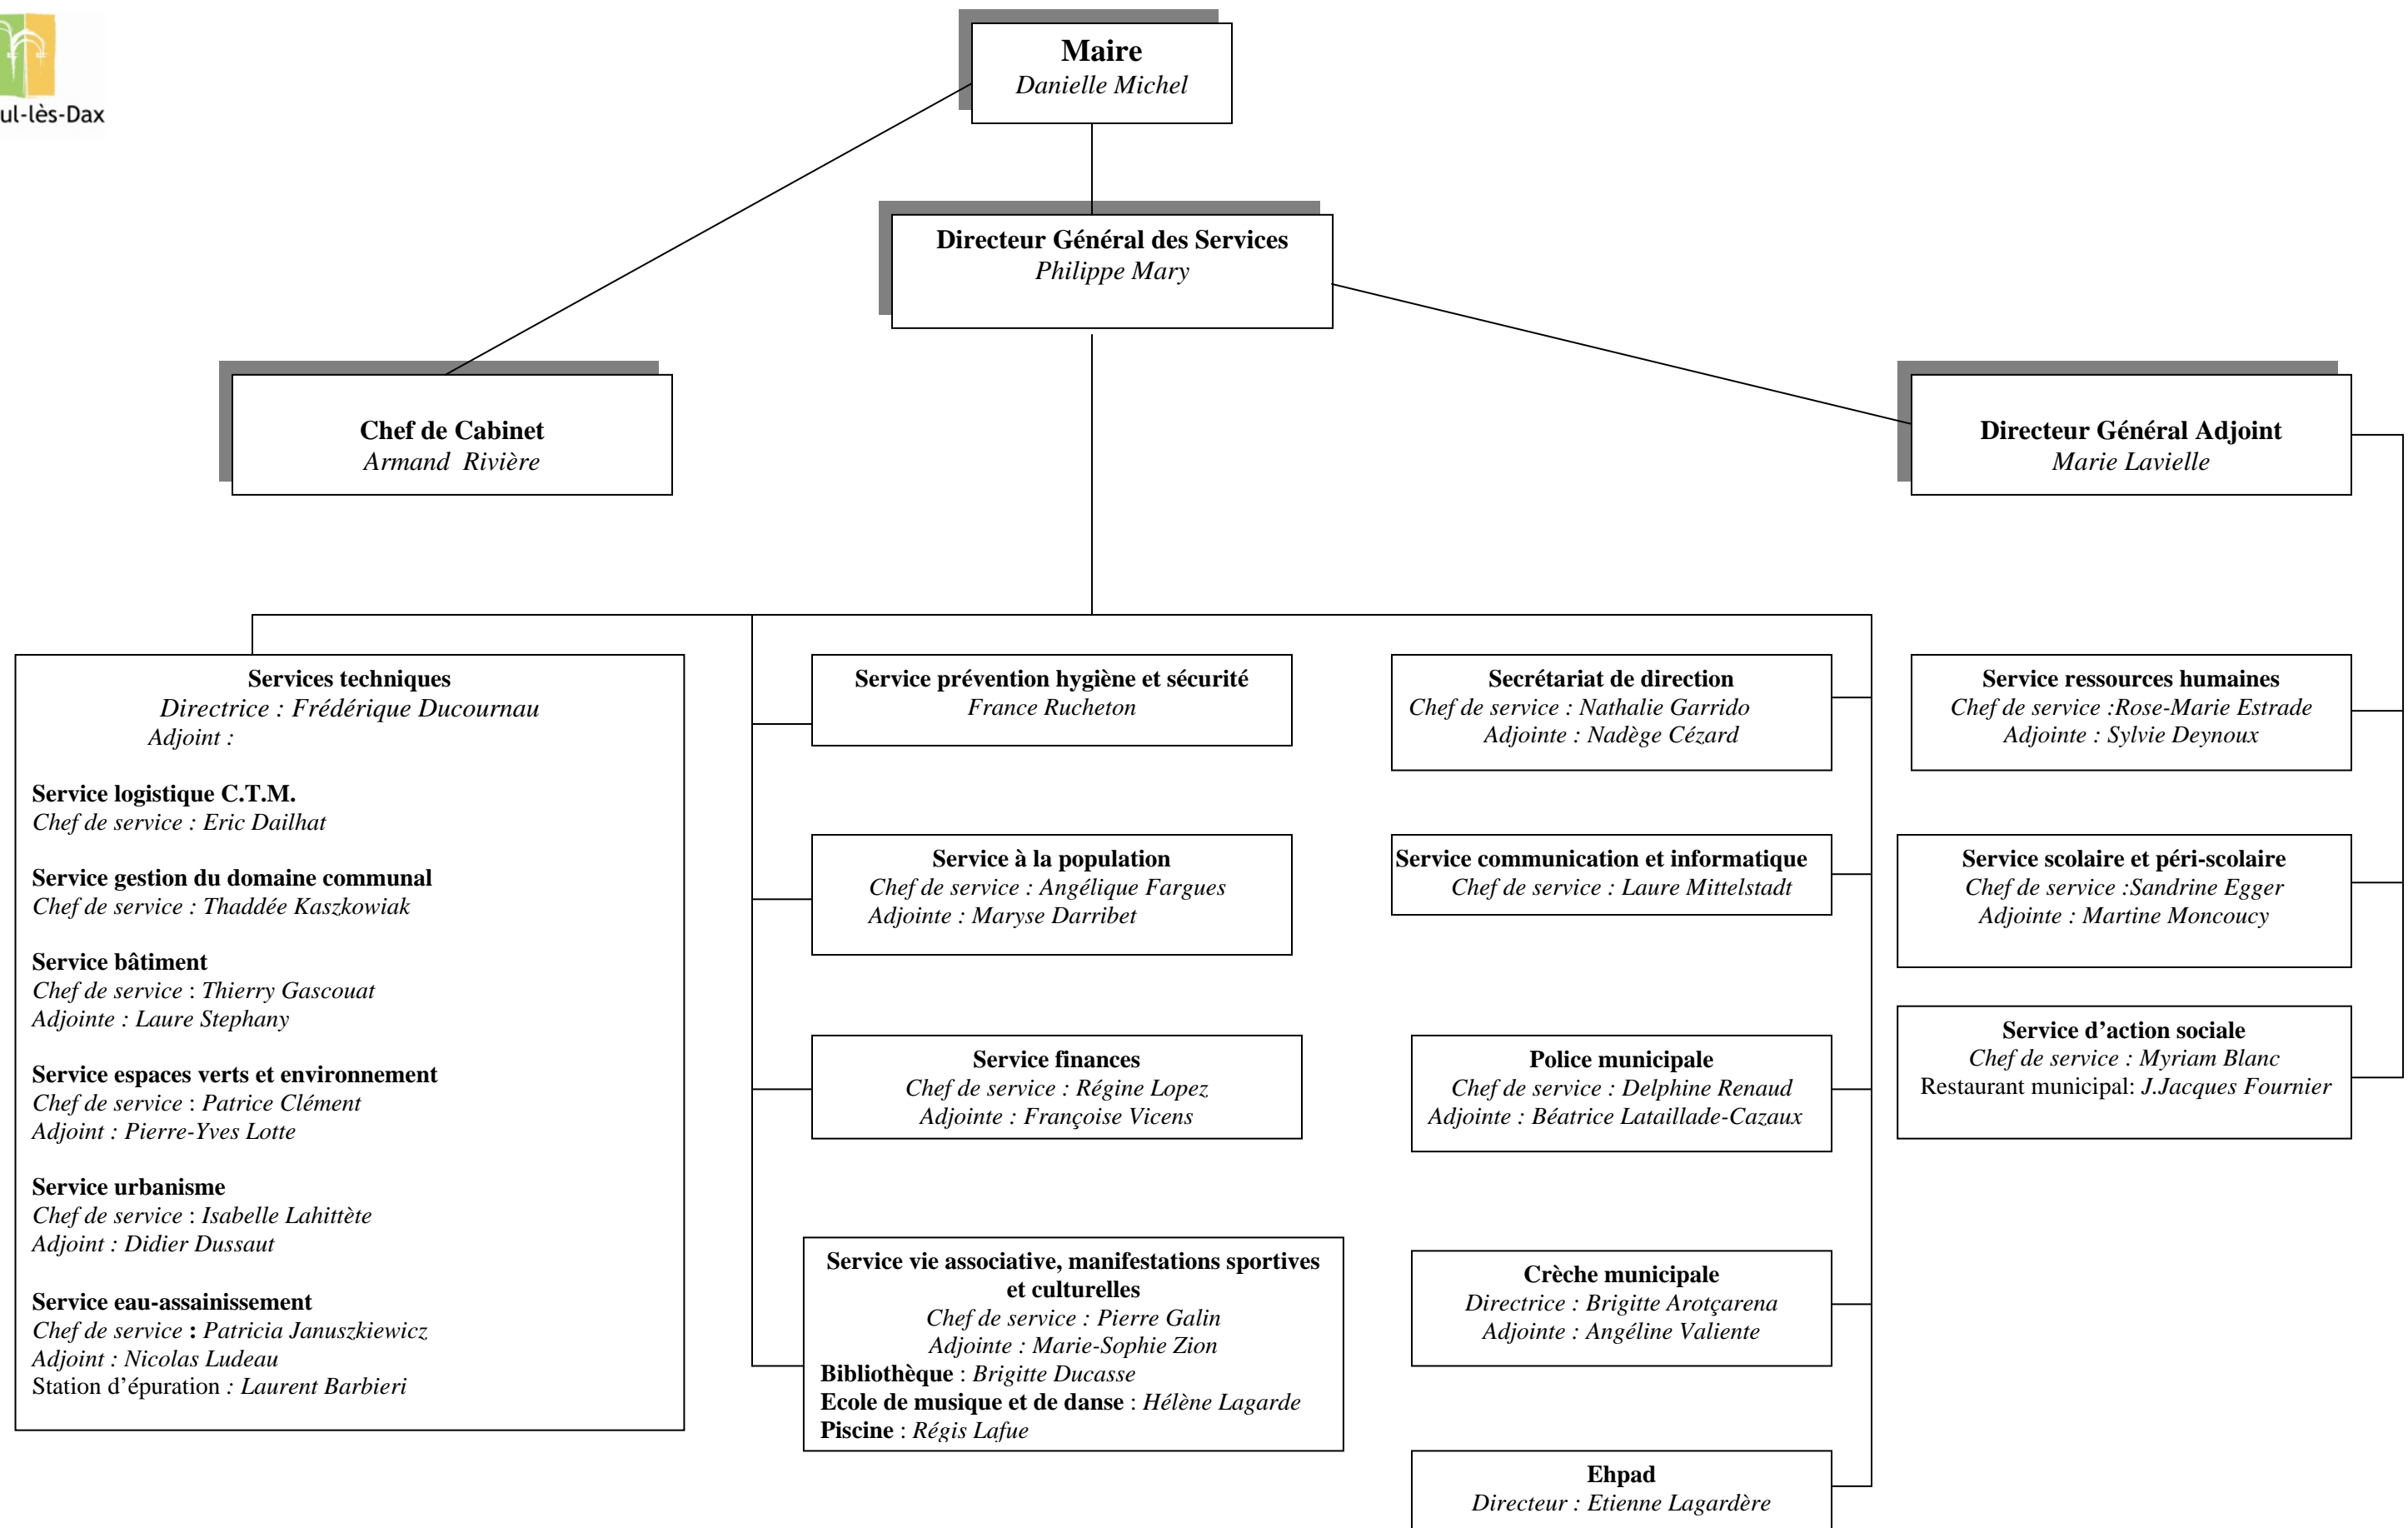 ul-lès-Dax
Maire
Danielle Michel
Directeur Général des Services
Philippe Mary
Chef de Cabinet
Armand Rivière
Directeur Général Adjoint
Marie Lavielle
Services techniques
Directrice : Frédérique Ducournau
Adjoint :
Service logistique C.T.M.
Chef de service : Eric Dailhat
Service gestion du domaine communal
Chef de service : Thaddée Kaszkowiak
Service bâtiment
Chef de service : Thierry Gascouat
Adjointe : Laure Stephany
Service espaces verts et environnement
Chef de service : Patrice Clément
Adjoint : Pierre-Yves Lotte
Service urbanisme
Chef de service : Isabelle Lahittète
Adjoint : Didier Dussaut
Service eau-assainissement
Chef de service : Patricia Januszkiewicz
Adjoint : Nicolas Ludeau
Station d'épuration : Laurent Barbieri
Service prévention hygiène et sécurité
France Rucheton
Service à la population
Chef de service : Angélique Fargues
Adjointe : Maryse Darribet
Service finances
Chef de service : Régine Lopez
Adjointe : Françoise Vicens
Service vie associative, manifestations sportives
et culturelles
Chef de service : Pierre Galin
Adjointe : Marie-Sophie Zion
Bibliothèque : Brigitte Ducasse
Ecole de musique et de danse : Hélène Lagarde
Piscine : Régis Lafue
Secrétariat de direction
Chef de service : Nathalie Garrido
Adjointe : Nadège Cézard
Service communication et informatique
Chef de service : Laure Mittelstadt
Police municipale
Chef de service : Delphine Renaud
Adjointe : Béatrice Lataillade-Cazaux
Crèche municipale
Directrice : Brigitte Arotçarena
Adjointe : Angéline Valiente
Ehpad
Directeur : Etienne Lagardère
Service ressources humaines
Chef de service :Rose-Marie Estrade
Adjointe : Sylvie Deynoux
Service scolaire et péri-scolaire
Chef de service :Sandrine Egger
Adjointe : Martine Moncoucy
Service d'action sociale
Chef de service : Myriam Blanc
Restaurant municipal: J.Jacques Fournier